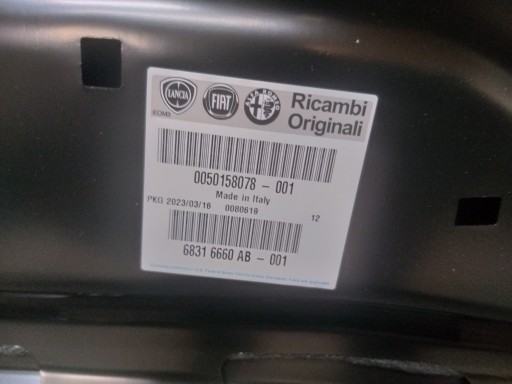 LANCIA
FIAT
ALFA ROMEO
Ricambi
Originali
0050158078 - 001
Made in Italy
PKG 2023/03/16 0080619 12
6831 6660 AB - 001